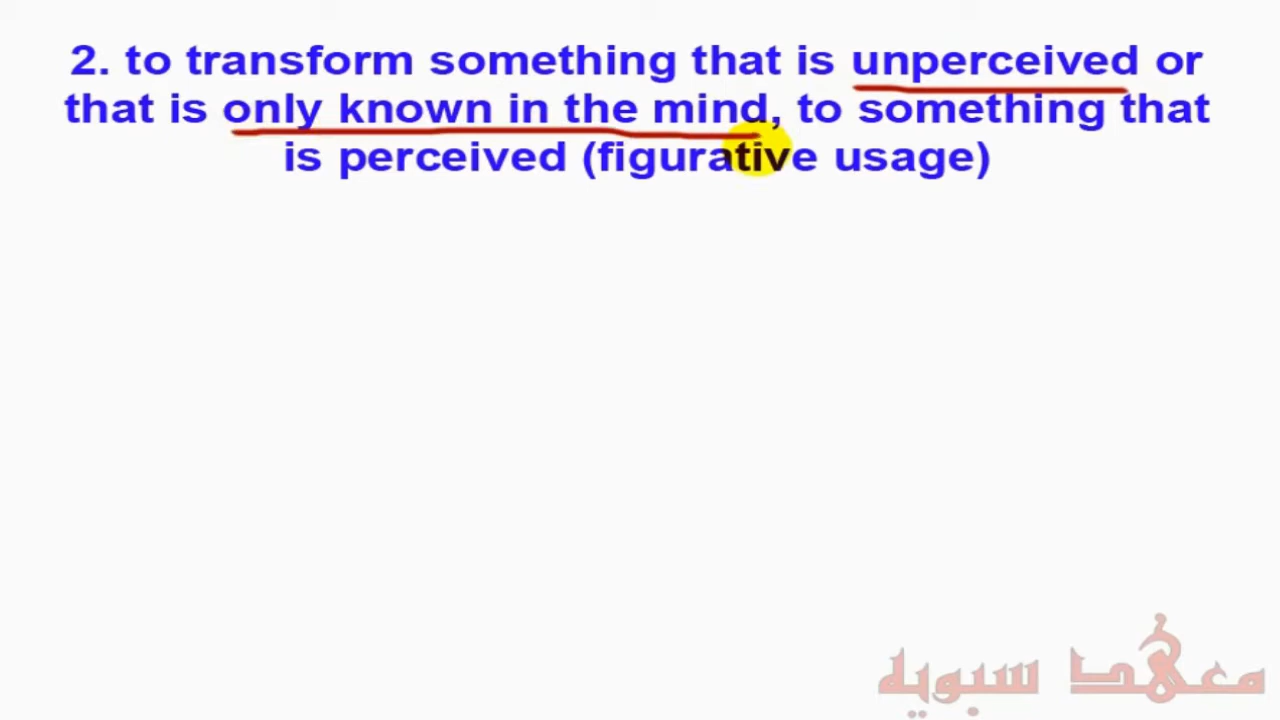 2. to transform something that is unperceived or
that is only known in the mind, to something that
is perceived (figurative usage)
معهد سيبويه